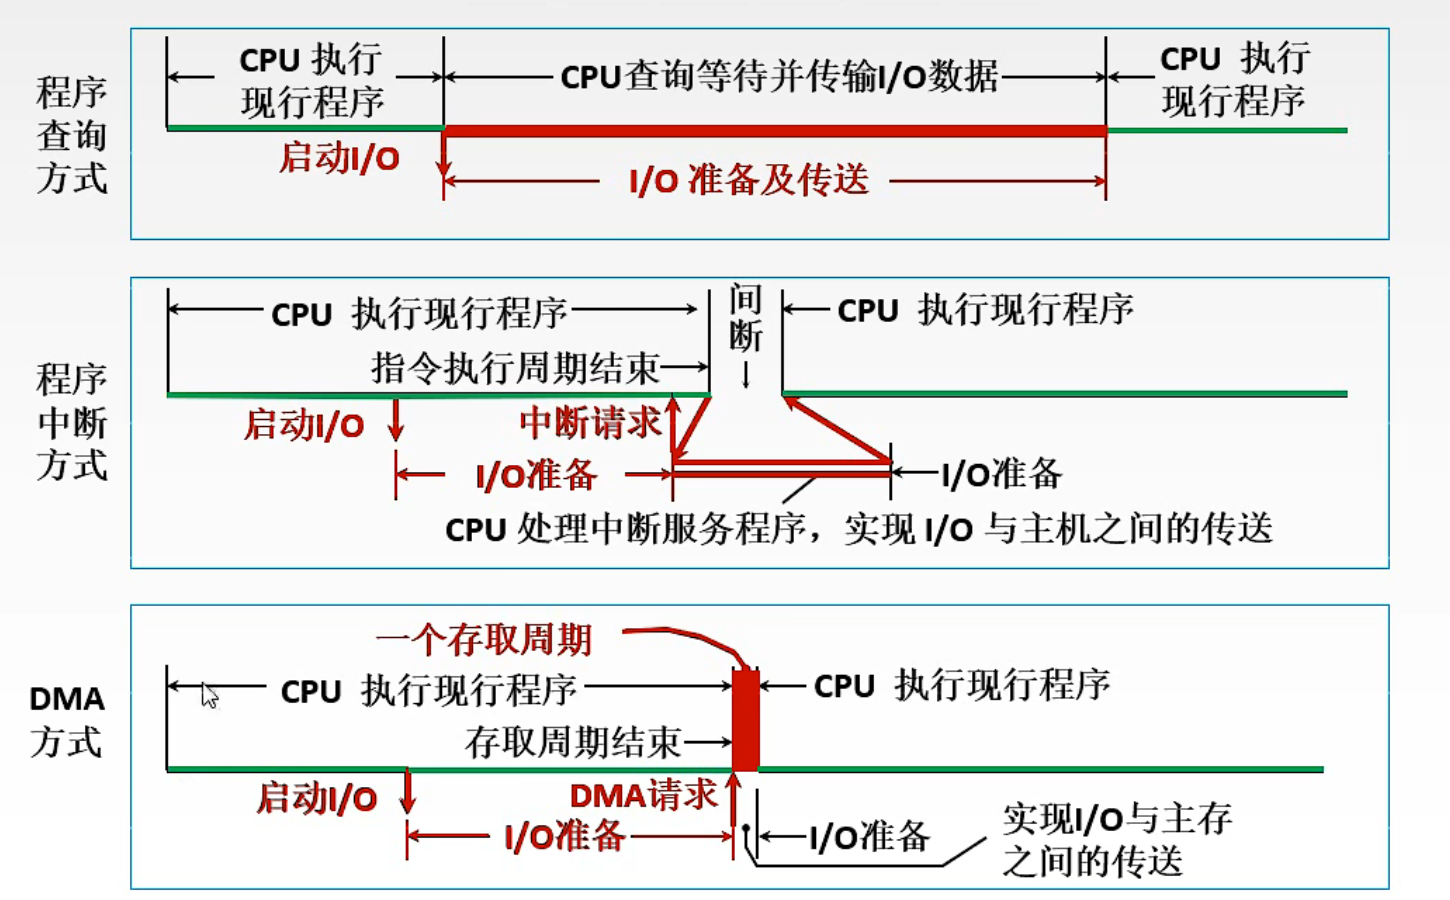 程序
查询
方式
CPU 执行
现行程序
CPU查询等待并传输I/O数据
CPU 执行
现行程序
启动I/O
I/O 准备及传送
程序
中断
方式
CPU 执行现行程序
间
断
CPU 执行现行程序
指令执行周期结束
启动I/O
中断请求
I/O准备
I/O准备
CPU 处理中断服务程序，实现 I/O 与主机之间的传送
DMA
方式
一个存取周期
CPU 执行现行程序
CPU 执行现行程序
存取周期结束
启动I/O
DMA请求
I/O准备
I/O准备
实现I/O与主存
之间的传送